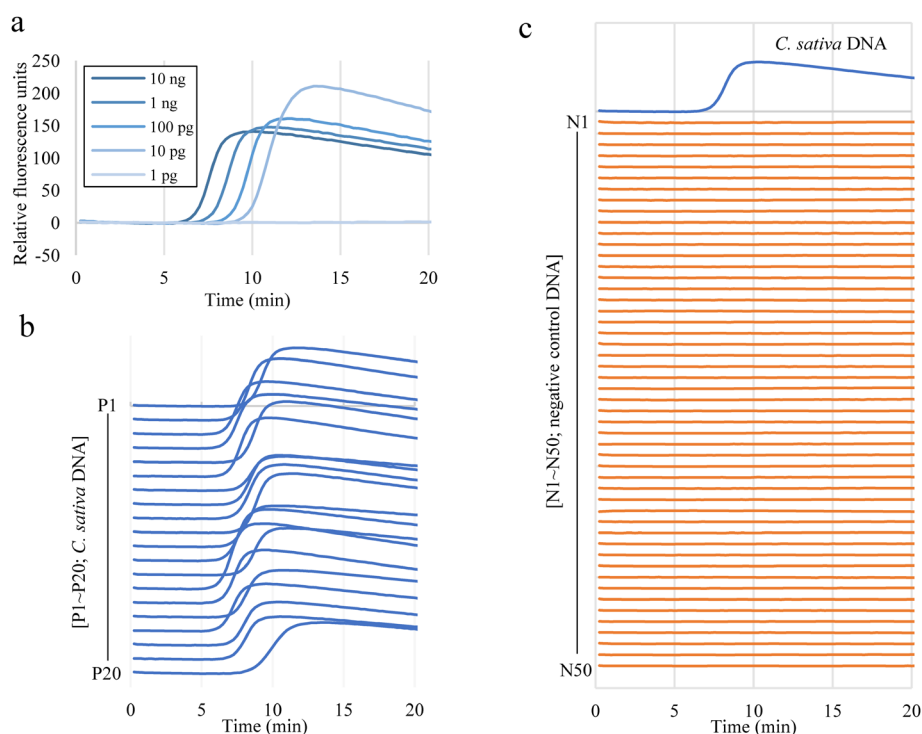 a
250
200
150
100
50
0
-50
Relative fluorescence units
10 ng
1 ng
100 pg
10 pg
1 pg
0 5 10 15 20
Time (min)
b
P1
[P1~P20; C. sativa DNA]
P20
0 5 10 15 20
Time (min)
c
C. sativa DNA
N1
[N1~N50; negative control DNA]
N50
0 5 10 15 20
Time (min)